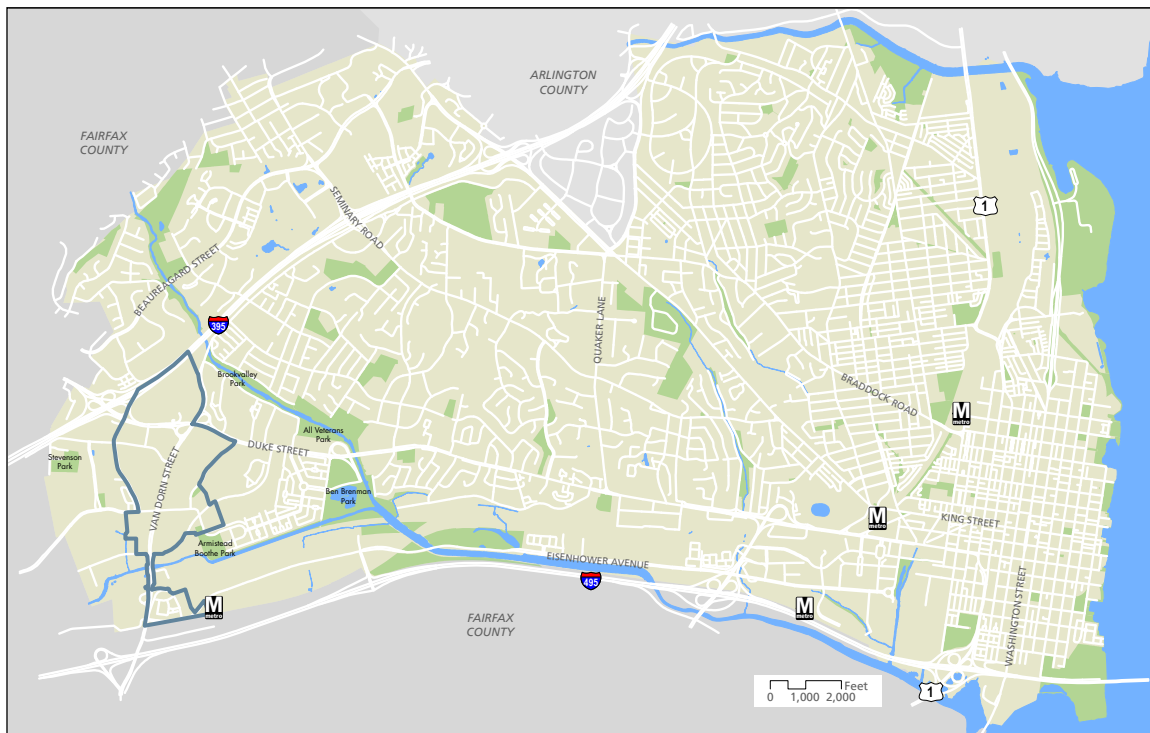 ARLINGTON
COUNTY
FAIRFAX
COUNTY
SEMINARY ROAD
1
BEAUREAGARD STREET
395
QUAKER LANE
Brookvalley
Park
BRADDOCK ROAD
M
metro
All Veterans
Park
DUKE STREET
Stevenson
Park
VAN DORN STREET
Ben Brenman
Park
M
metro
KING STREET
Armistead
Boothe Park
EISENHOWER AVENUE
495
M
metro
M
metro
FAIRFAX
COUNTY
WASHINGTON STREET
1
Feet
0 1,000 2,000